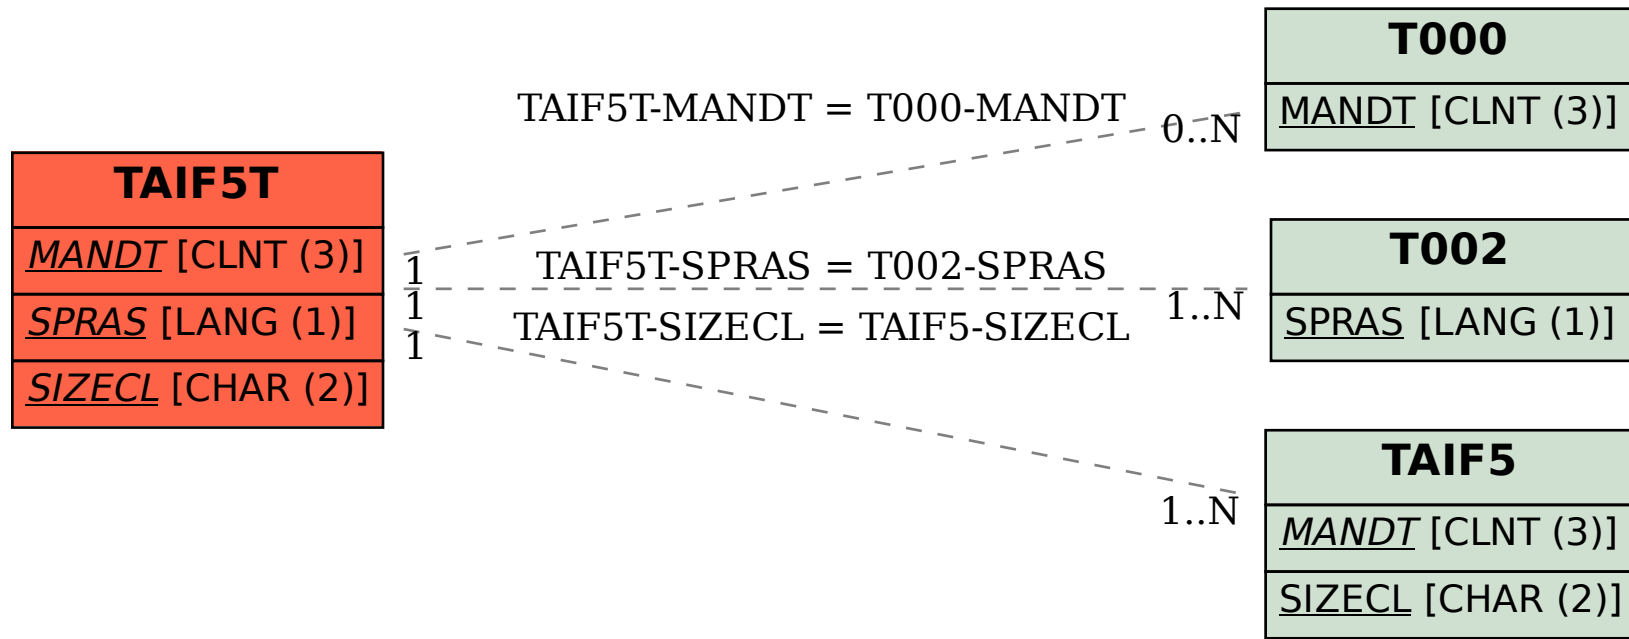 TAIF5T
MANDT [CLNT (3)]
SPRAS [LANG (1)]
SIZECL [CHAR (2)]
TAIF5T-MANDT = T000-MANDT
1
0..N
TAIF5T-SPRAS = T002-SPRAS
1
1..N
TAIF5T-SIZECL = TAIF5-SIZECL
1
1..N
T000
MANDT [CLNT (3)]
T002
SPRAS [LANG (1)]
TAIF5
MANDT [CLNT (3)]
SIZECL [CHAR (2)]